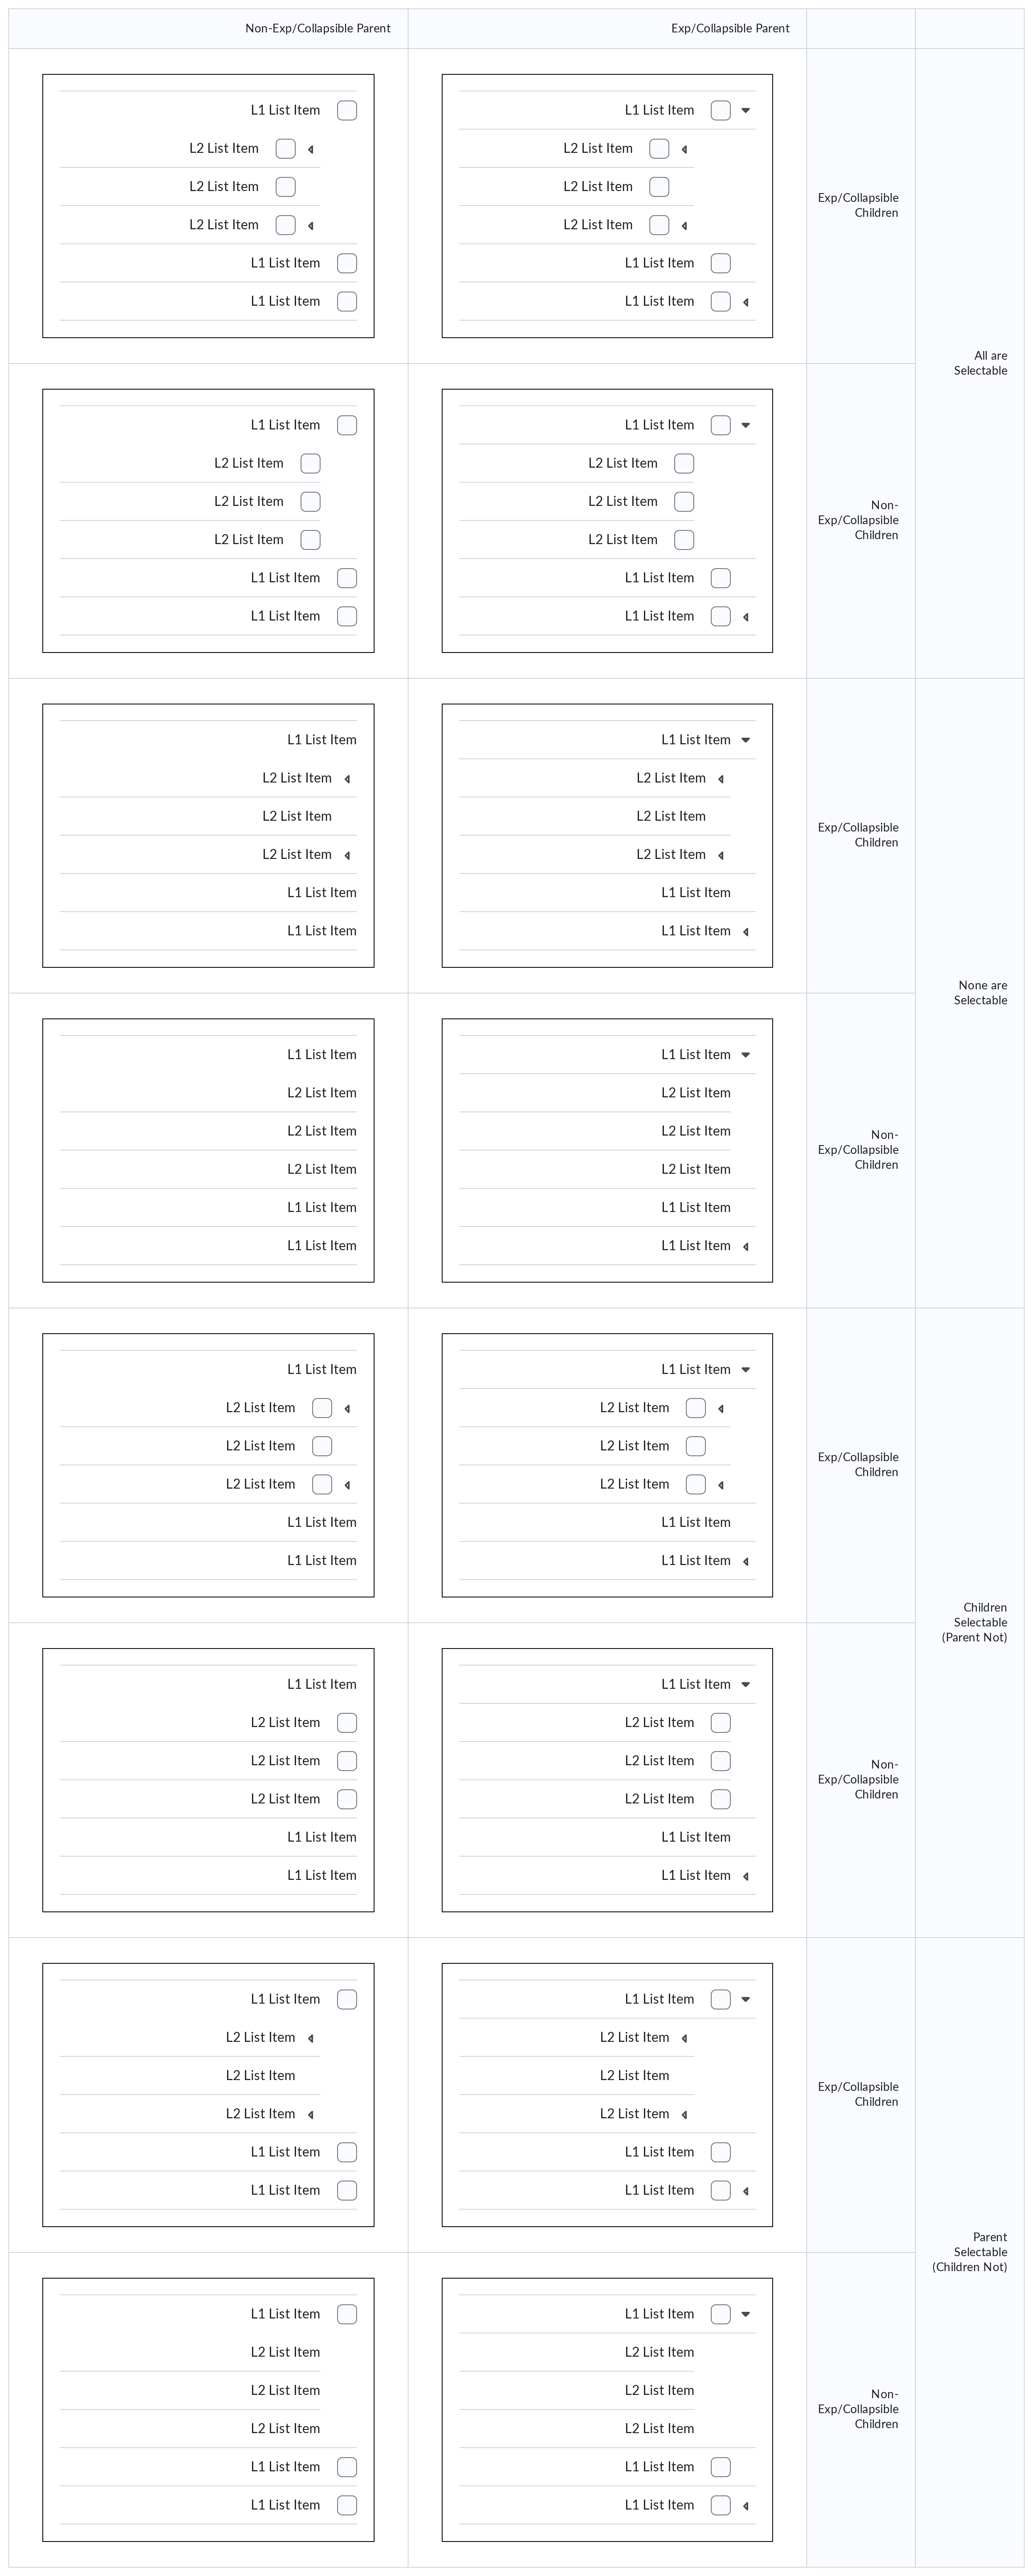 Non-Exp/Collapsible Parent
Exp/Collapsible Parent
L1 List Item
L2 List Item
L2 List Item
L2 List Item
L1 List Item
L1 List Item
L1 List Item
L2 List Item
L2 List Item
L2 List Item
L1 List Item
L1 List Item
Exp/Collapsible
Children
All are
Selectable
L1 List Item
L2 List Item
L2 List Item
L2 List Item
L1 List Item
L1 List Item
L1 List Item
L2 List Item
L2 List Item
L2 List Item
L1 List Item
L1 List Item
Non-
Exp/Collapsible
Children
L1 List Item
L2 List Item
L2 List Item
L2 List Item
L1 List Item
L1 List Item
L1 List Item
L2 List Item
L2 List Item
L2 List Item
L1 List Item
L1 List Item
Exp/Collapsible
Children
None are
Selectable
L1 List Item
L2 List Item
L2 List Item
L2 List Item
L1 List Item
L1 List Item
L1 List Item
L2 List Item
L2 List Item
L2 List Item
L1 List Item
L1 List Item
Non-
Exp/Collapsible
Children
L1 List Item
L2 List Item
L2 List Item
L2 List Item
L1 List Item
L1 List Item
L1 List Item
L2 List Item
L2 List Item
L2 List Item
L1 List Item
L1 List Item
Exp/Collapsible
Children
Children
Selectable
(Parent Not)
L1 List Item
L2 List Item
L2 List Item
L2 List Item
L1 List Item
L1 List Item
L1 List Item
L2 List Item
L2 List Item
L2 List Item
L1 List Item
L1 List Item
Non-
Exp/Collapsible
Children
L1 List Item
L2 List Item
L2 List Item
L2 List Item
L1 List Item
L1 List Item
L1 List Item
L2 List Item
L2 List Item
L2 List Item
L1 List Item
L1 List Item
Exp/Collapsible
Children
Parent
Selectable
(Children Not)
L1 List Item
L2 List Item
L2 List Item
L2 List Item
L1 List Item
L1 List Item
L1 List Item
L2 List Item
L2 List Item
L2 List Item
L1 List Item
L1 List Item
Non-
Exp/Collapsible
Children